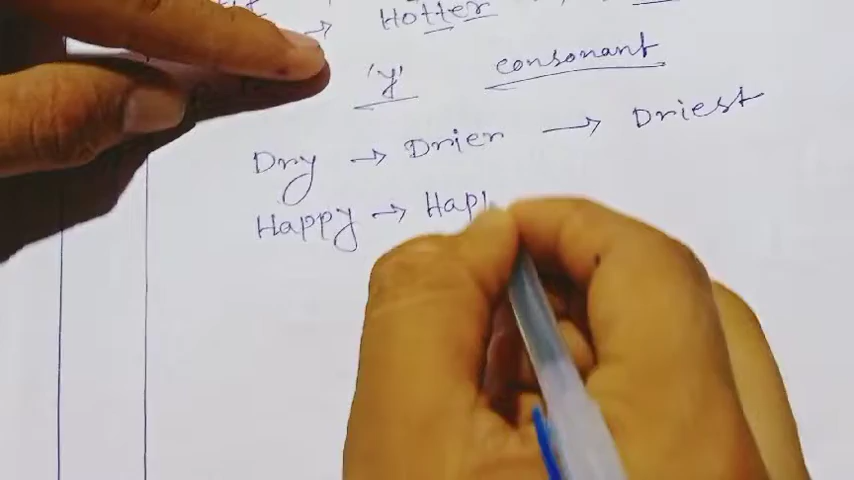 → Hotter
'y' consonant
Dry → Drier → Driest
Happy → Hap